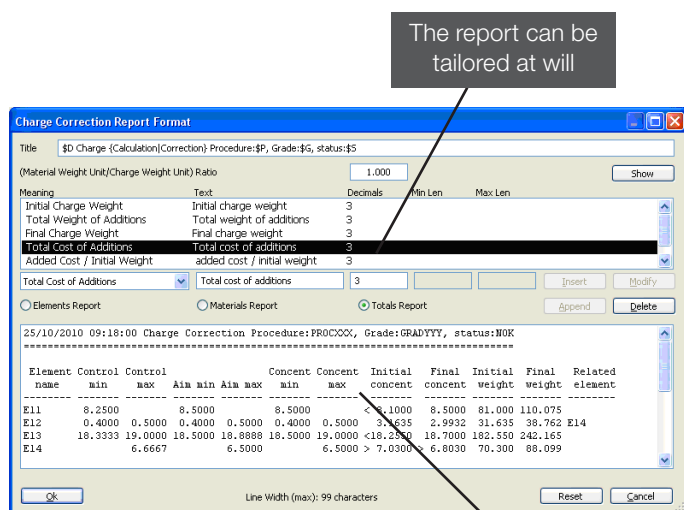 The report can be
tailored at will
Charge Correction Report Format
Title $D Charge {Calculation|Correction} Procedure:$P, Grade:$G, status:$S
(Material Weight Unit/Charge Weight Unit) Ratio 1.000 Show
Meaning Text Decimals Min Len Max Len
Initial Charge Weight Initial charge weight 3
Total Weight of Additions Total weight of additions 3
Final Charge Weight Final charge weight 3
Total Cost of Additions Total cost of additions 3
Added Cost / Initial Weight added cost / initial weight 3
Total Cost of Additions Total cost of additions 3 Insert Modify
Elements Report Materials Report Totals Report Append Delete
25/10/2010 09:18:00 Charge Correction Procedure:PROCXXX, Grade:GRADYYY, status:NOK
Element Control Control Concent Concent Initial Final Initial Final Related
name min max Aim min Aim max min max concent concent weight weight element
E11 8.2500 8.5000 8.5000 < 8.1000 8.5000 81.000 110.075
E12 0.4000 0.5000 0.4000 0.5000 0.4000 0.5000 3.1635 2.9932 31.635 38.762 E14
E13 18.3333 19.0000 18.5000 18.8888 18.5000 19.0000 <18.2550 18.7000 182.550 242.165
E14 6.6667 6.5000 6.5000 > 7.0300 > 6.8030 70.300 88.099
Ok Line Width (max): 99 characters Reset Cancel